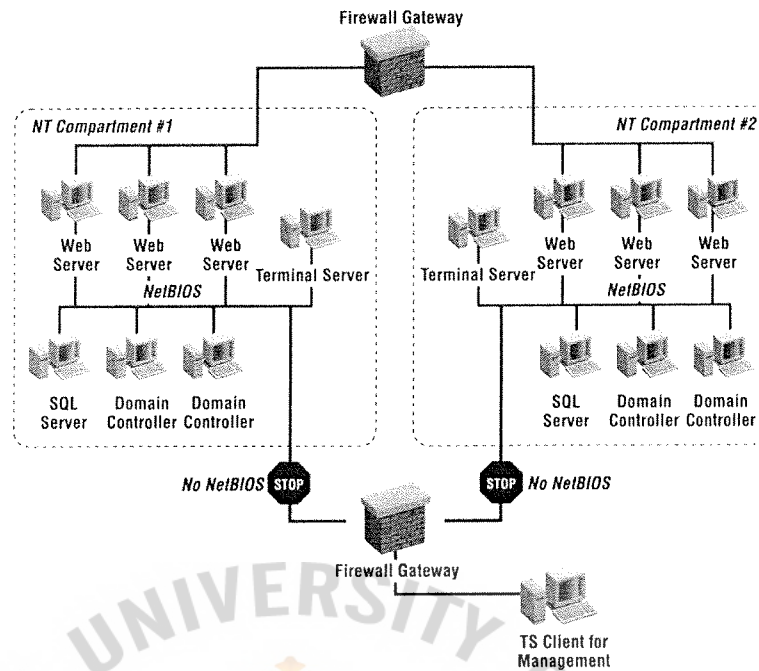 Firewall Gateway
NT Compartment #1
NT Compartment #2
Web
Server
Web
Server
Web
Server
Terminal Server
Terminal Server
Web
Server
Web
Server
Web
Server
NetBIOS
NetBIOS
SQL
Server
Domain
Controller
Domain
Controller
SQL
Server
Domain
Controller
Domain
Controller
No NetBIOS
STOP
STOP
No NetBIOS
Firewall Gateway
UNIVERSITY
TS Client for
Management